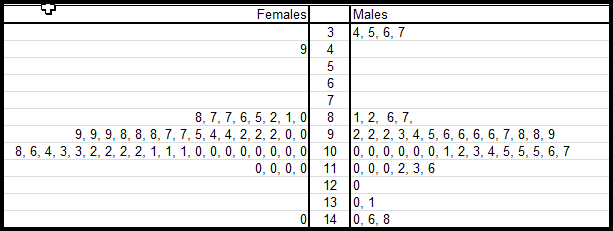 Females Males
3 4, 5, 6, 7
9 4
5
6
7
8, 7, 7, 6, 5, 2, 1, 0 8 1, 2, 6, 7,
9, 9, 9, 8, 8, 8, 7, 7, 5, 4, 4, 2, 2, 2, 0, 0 9 2, 2, 2, 3, 4, 5, 6, 6, 6, 6, 7, 8, 8, 9
8, 6, 4, 3, 3, 2, 2, 2, 2, 1, 1, 1, 0, 0, 0, 0, 0, 0, 0, 0, 0 10 0, 0, 0, 0, 0, 0, 1, 2, 3, 4, 5, 5, 5, 6, 7
0, 0, 0, 0 11 0, 0, 0, 2, 3, 6
12 0
13 0, 1
0 14 0, 6, 8